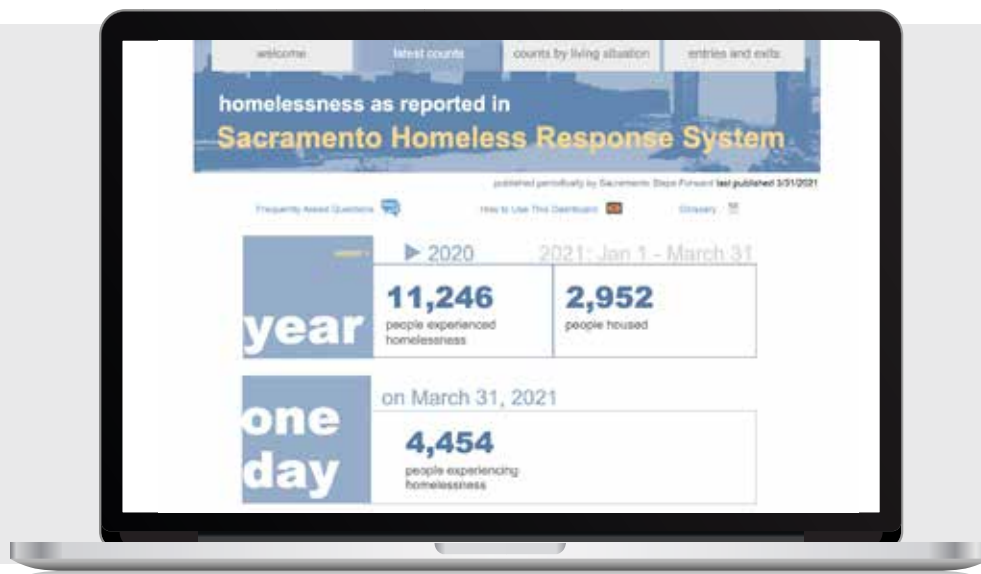 welcome latest counts counts by living situation entries and exits
homelessness as reported in
Sacramento Homeless Response System
published periodically by Sacramento Steps Forward last published 3/31/2021
Frequently Asked Questions How to Use This Dashboard Glossary
year
▶ 2020 2021: Jan 1 - March 31
11,246 2,952
people experienced people housed
homelessness
one
day
on March 31, 2021
4,454
people experiencing
homelessness